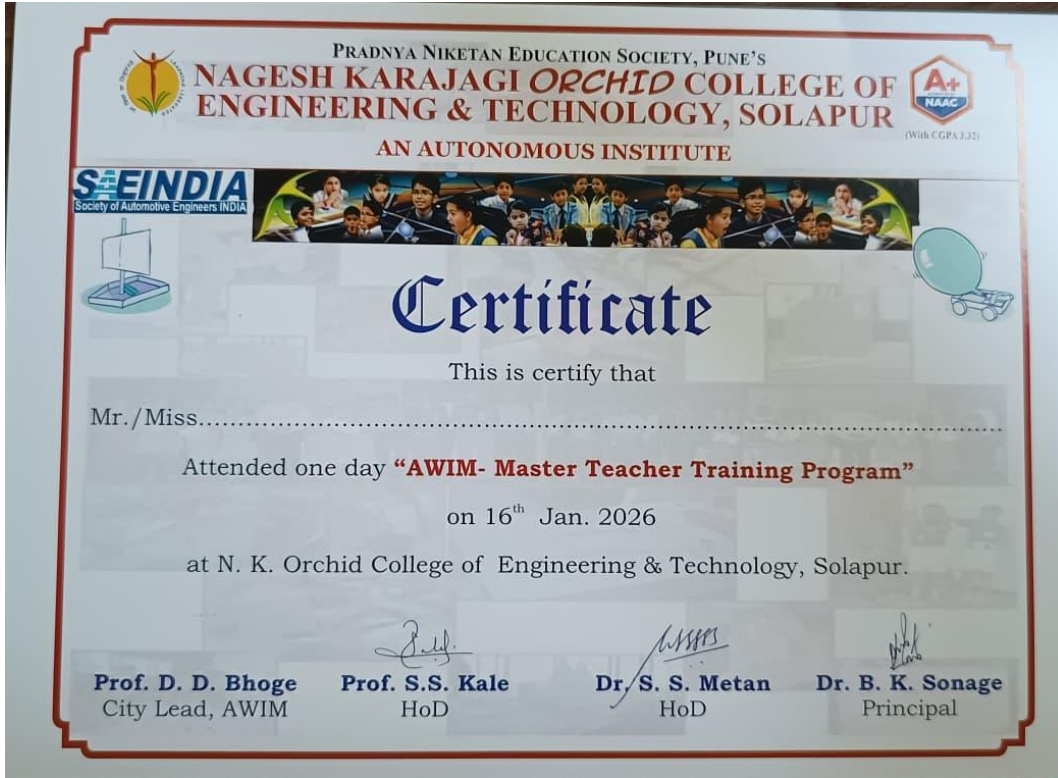 PRADNYA NIKETAN EDUCATION SOCIETY, PUNE'S
NAGESH KARAJAGI ORCHID COLLEGE OF
ENGINEERING & TECHNOLOGY, SOLAPUR
AN AUTONOMOUS INSTITUTE
A+
NAAC
(With CGPA 3.32)
SAEINDIA
Society of Automotive Engineers INDIA
Certificate
This is certify that
Mr./Miss..........................................................................................................
Attended one day “AWIM- Master Teacher Training Program”
on 16th Jan. 2026
at N. K. Orchid College of Engineering & Technology, Solapur.
Prof. D. D. Bhoge Prof. S.S. Kale Dr. S. S. Metan Dr. B. K. Sonage
City Lead, AWIM HoD HoD Principal